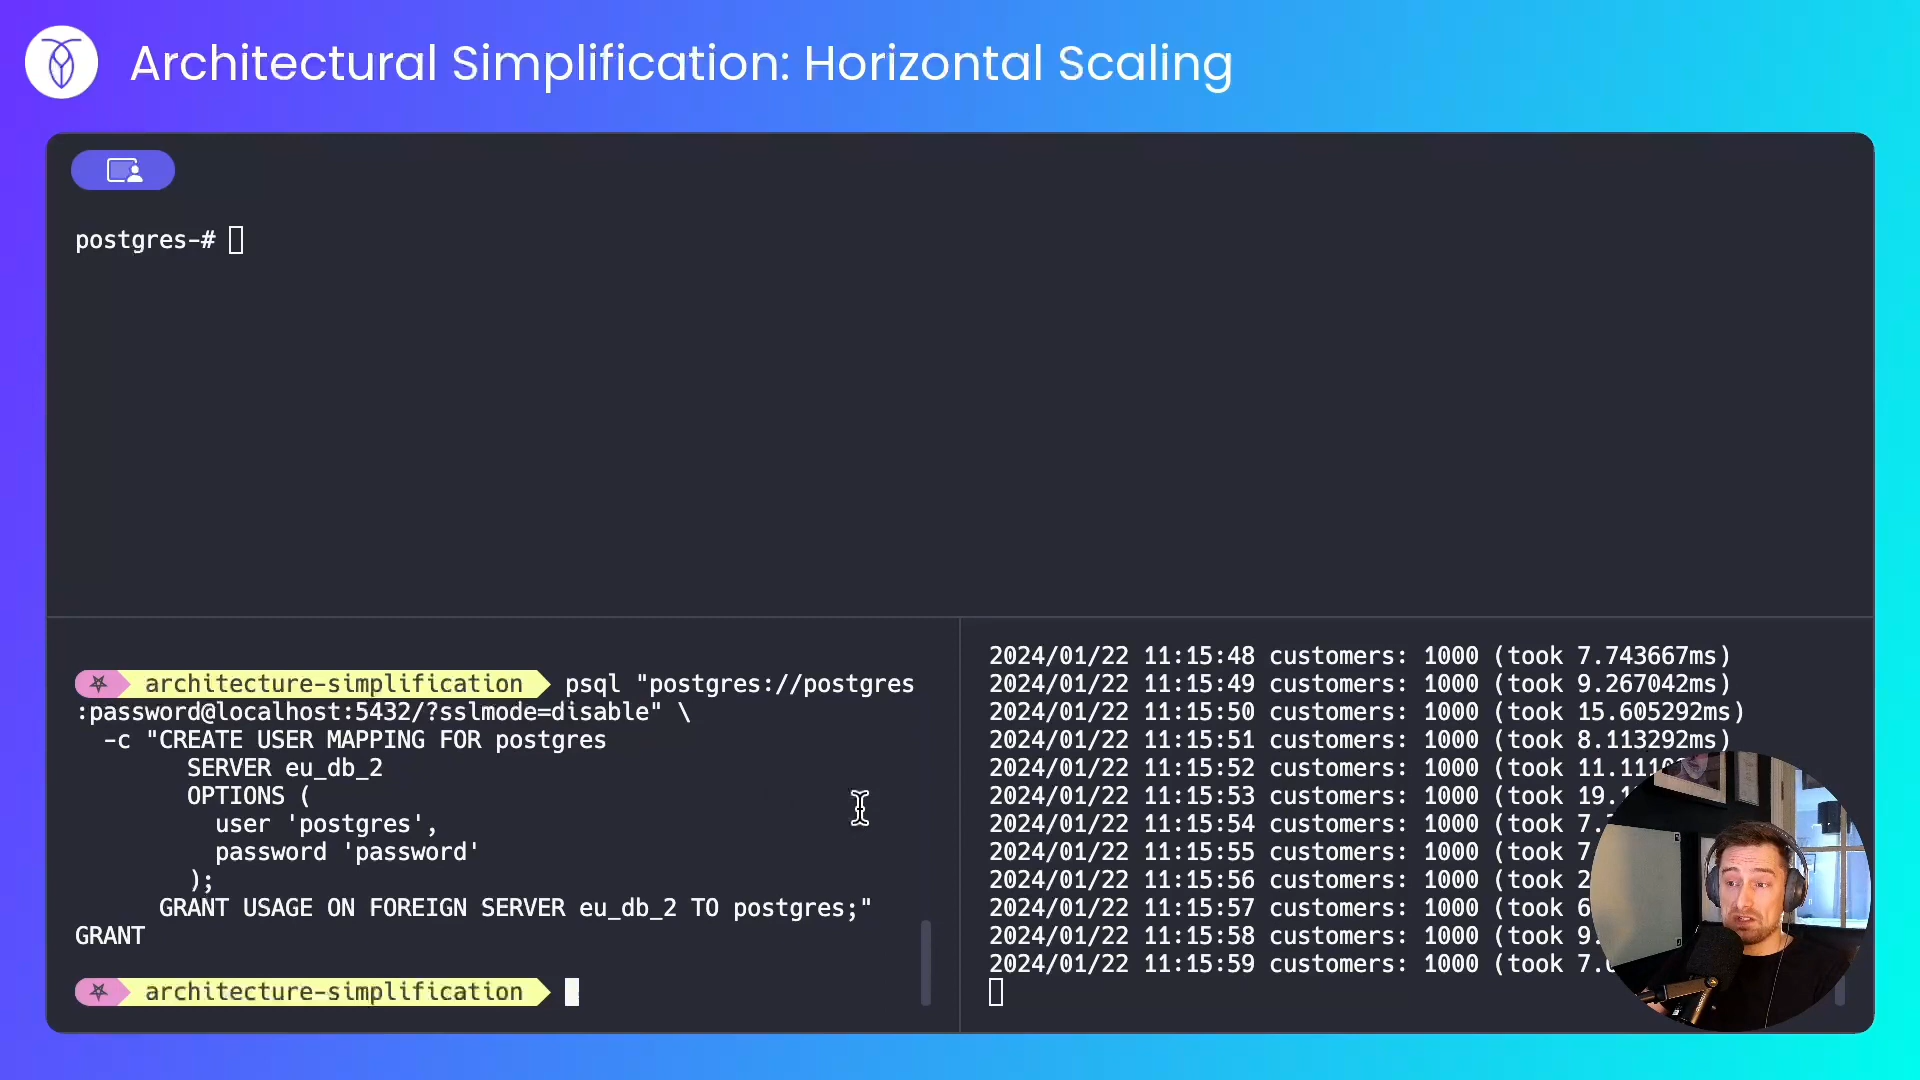 Architectural Simplification: Horizontal Scaling
postgres-#
architecture-simplification psql "postgres://postgres
:password@localhost:5432/?sslmode=disable" \
-c "CREATE USER MAPPING FOR postgres
SERVER eu_db_2
OPTIONS (
user 'postgres',
password 'password'
);
GRANT USAGE ON FOREIGN SERVER eu_db_2 TO postgres;"
GRANT
architecture-simplification
2024/01/22 11:15:48 customers: 1000 (took 7.743667ms)
2024/01/22 11:15:49 customers: 1000 (took 9.267042ms)
2024/01/22 11:15:50 customers: 1000 (took 15.605292ms)
2024/01/22 11:15:51 customers: 1000 (took 8.113292ms)
2024/01/22 11:15:52 customers: 1000 (took
2024/01/22 11:15:53 customers: 1000 (took
2024/01/22 11:15:54 customers: 1000 (took
2024/01/22 11:15:55 customers: 1000 (took
2024/01/22 11:15:56 customers: 1000 (took
2024/01/22 11:15:57 customers: 1000 (took
2024/01/22 11:15:58 customers: 1000 (took
2024/01/22 11:15:59 customers: 1000 (took